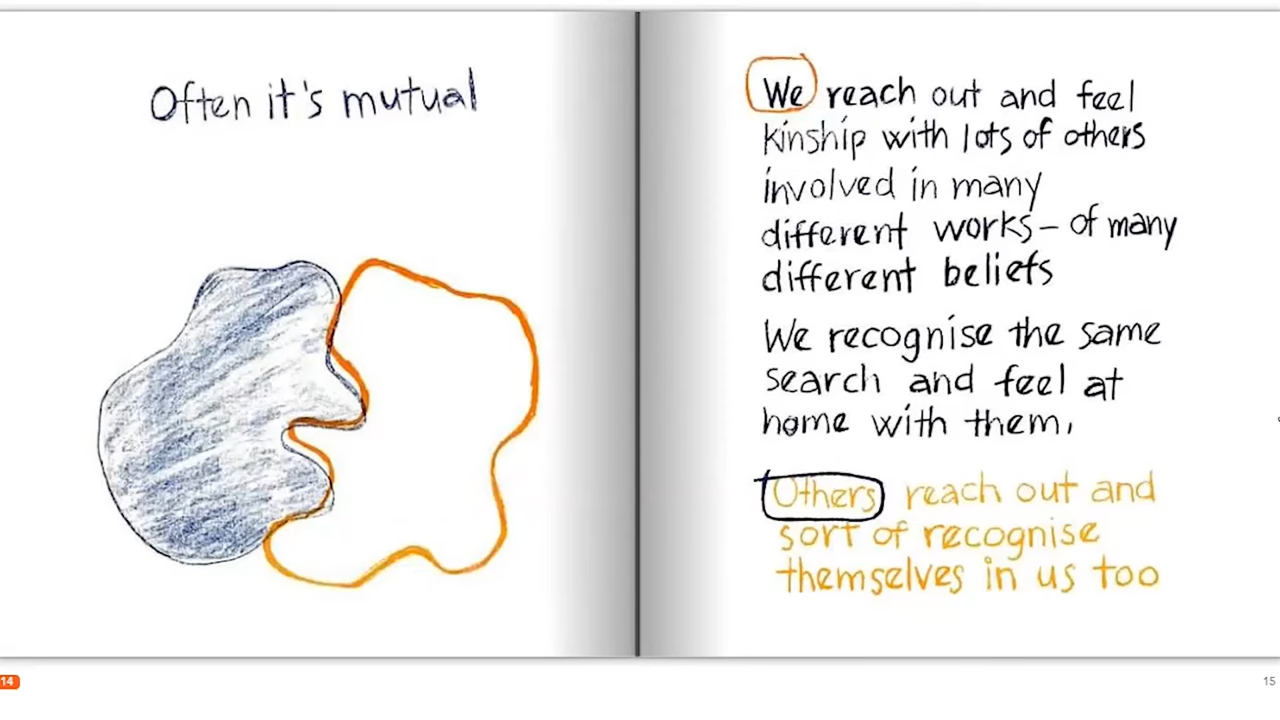 Often it's mutual
We reach out and feel
kinship with lots of others
involved in many
different works – of many
different beliefs
We recognise the same
search and feel at
home with them.
Others reach out and
sort of recognise
themselves in us too
14
15